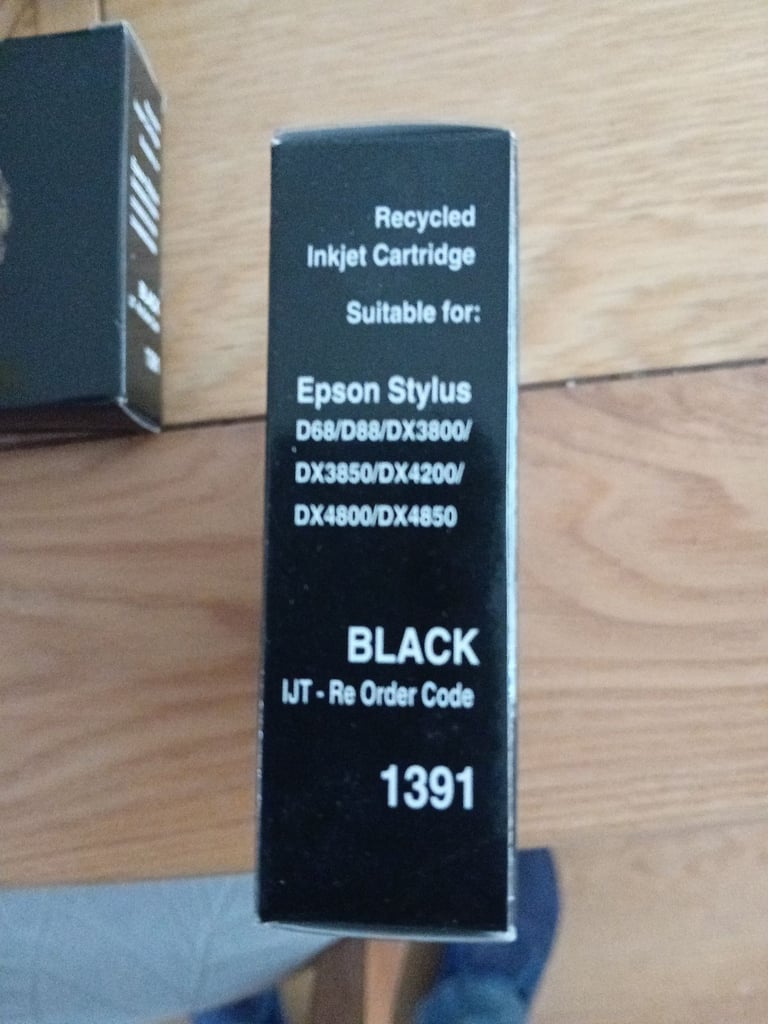 Recycled
Inkjet Cartridge
Suitable for:
Epson Stylus
D68/D88/DX3800/
DX3850/DX4200/
DX4800/DX4850
BLACK
IJT - Re Order Code
1391